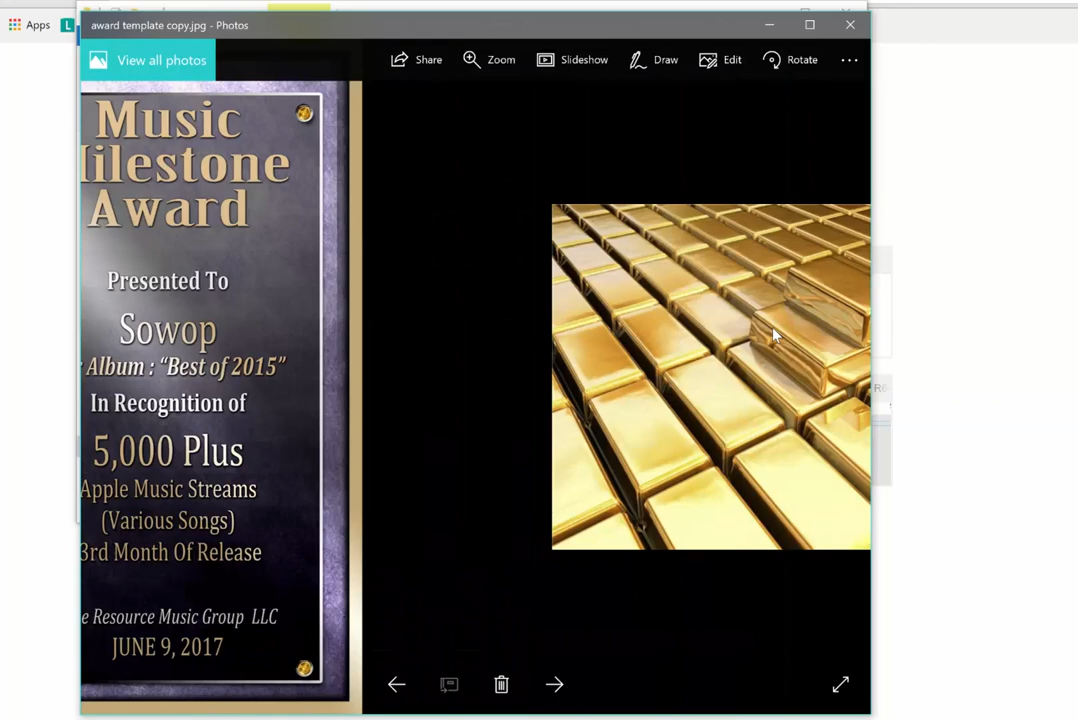 Apps
award template copy.jpg - Photos
View all photos
Share
Zoom
Slideshow
Draw
Edit
Rotate
Music
ilestone
Award
Presented To
Sowop
Album : “Best of 2015”
In Recognition of
5,000 Plus
Apple Music Streams
(Various Songs)
3rd Month Of Release
e Resource Music Group LLC
JUNE 9, 2017
R6